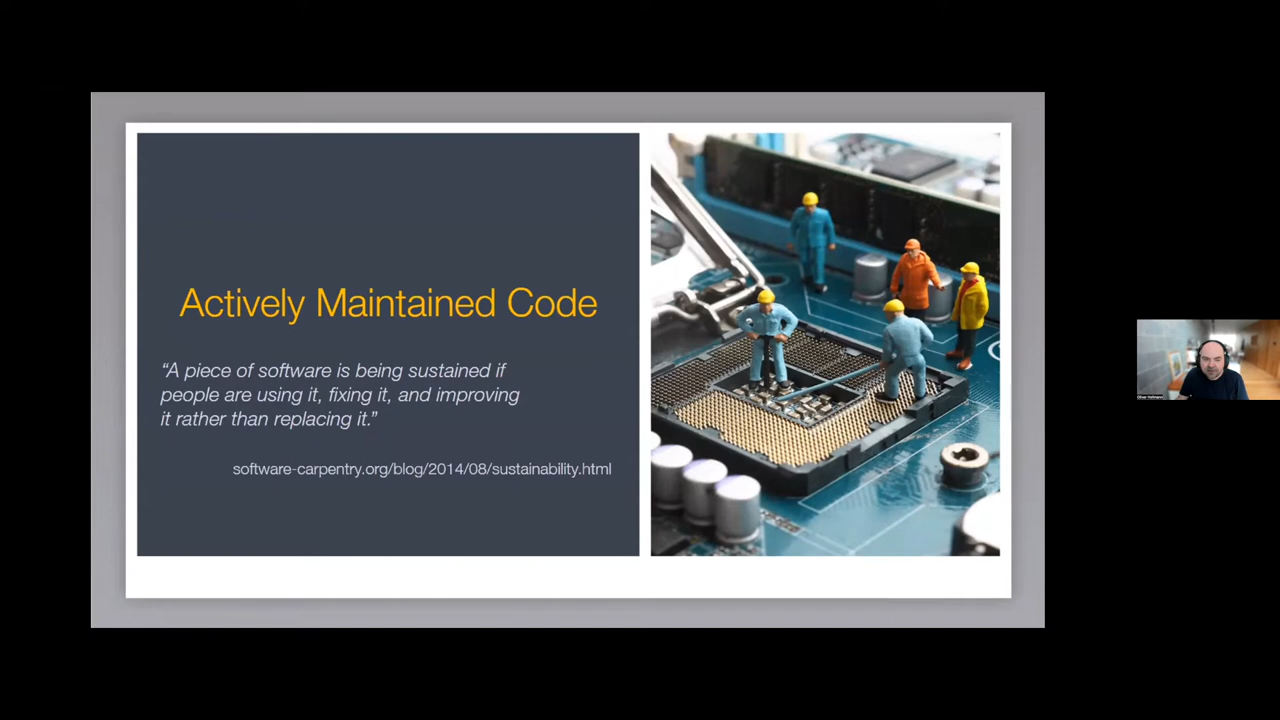 Actively Maintained Code
“A piece of software is being sustained if
people are using it, fixing it, and improving
it rather than replacing it.”
software-carpentry.org/blog/2014/08/sustainability.html